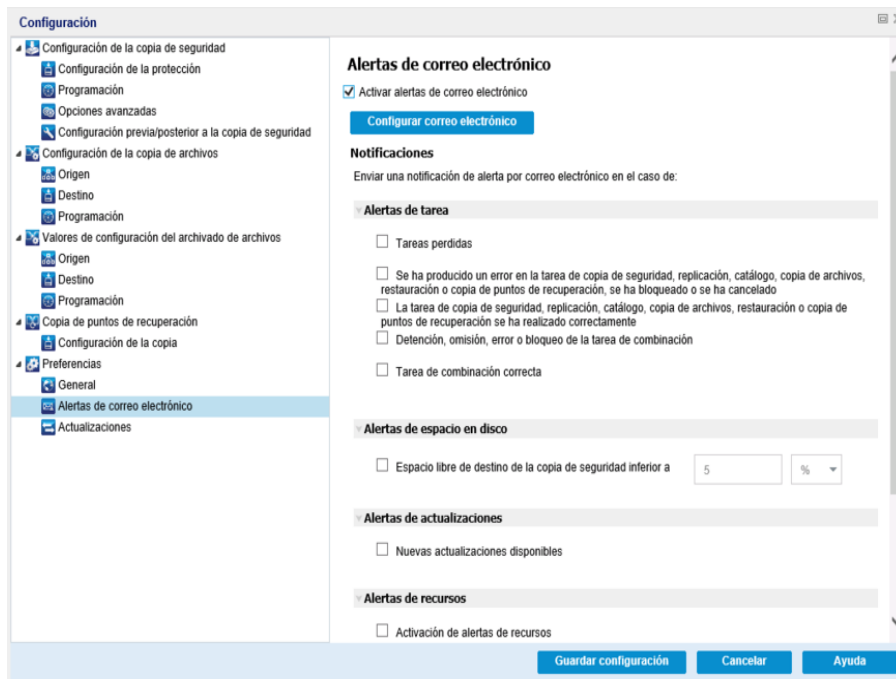 Configuración
Configuración de la copia de seguridad
Configuración de la protección
Programación
Opciones avanzadas
Configuración previa/posterior a la copia de seguridad
Configuración de la copia de archivos
Origen
Destino
Programación
Valores de configuración del archivado de archivos
Origen
Destino
Programación
Copia de puntos de recuperación
Configuración de la copia
Preferencias
General
Alertas de correo electrónico
Actualizaciones
Alertas de correo electrónico
Activar alertas de correo electrónico
Configurar correo electrónico
Notificaciones
Enviar una notificación de alerta por correo electrónico en el caso de:
Alertas de tarea
Tareas perdidas
Se ha producido un error en la tarea de copia de seguridad, replicación, catálogo, copia de archivos,
restauración o copia de puntos de recuperación, se ha bloqueado o se ha cancelado
La tarea de copia de seguridad, replicación, catálogo, copia de archivos, restauración o copia de
puntos de recuperación se ha realizado correctamente
Detención, omisión, error o bloqueo de la tarea de combinación
Tarea de combinación correcta
Alertas de espacio en disco
Espacio libre de destino de la copia de seguridad inferior a 5 %
Alertas de actualizaciones
Nuevas actualizaciones disponibles
Alertas de recursos
Activación de alertas de recursos
Guardar configuración Cancelar Ayuda